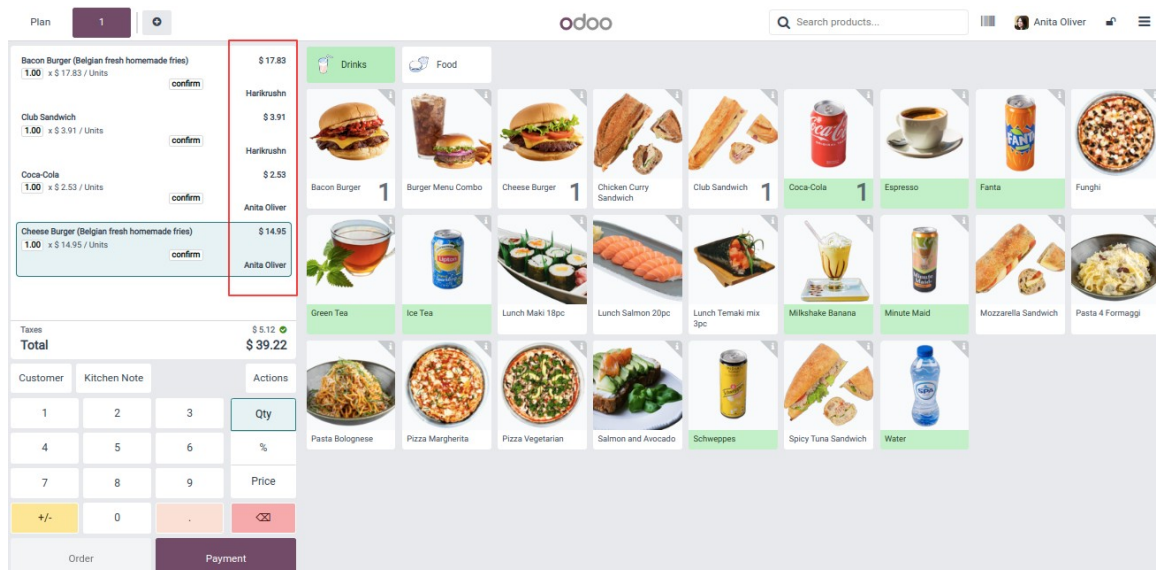 Plan
1
odoo
Search products...
Anita Oliver
Bacon Burger (Belgian fresh homemade fries)
$ 17.83
1.00 x $ 17.83 / Units
confirm
Harikrushn
Club Sandwich
$ 3.91
1.00 x $ 3.91 / Units
confirm
Harikrushn
Coca-Cola
$ 2.53
1.00 x $ 2.53 / Units
confirm
Anita Oliver
Cheese Burger (Belgian fresh homemade fries)
$ 14.95
1.00 x $ 14.95 / Units
confirm
Anita Oliver
Taxes
$ 5.12
Total
$ 39.22
Customer
Kitchen Note
Actions
1
2
3
Qty
4
5
6
%
7
8
9
Price
+/-
0
.
Order
Payment
Drinks
Food
Bacon Burger
1
Burger Menu Combo
Cheese Burger
1
Chicken Curry
Sandwich
Club Sandwich
1
Coca-Cola
1
Espresso
Fanta
Funghi
Green Tea
Ice Tea
Lunch Maki 18pc
Lunch Salmon 20pc
Lunch Temaki mix
3pc
Milkshake Banana
Minute Maid
Mozzarella Sandwich
Pasta 4 Formaggi
Pasta Bolognese
Pizza Margherita
Pizza Vegetarian
Salmon and Avocado
Schweppes
Spicy Tuna Sandwich
Water